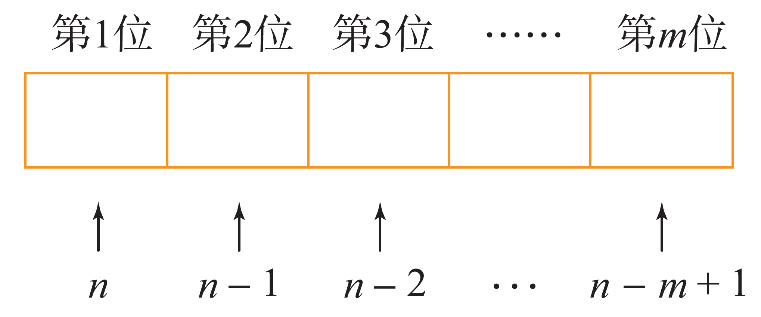 第1位 第2位 第3位 …… 第m位
n n − 1 n − 2 … n − m + 1